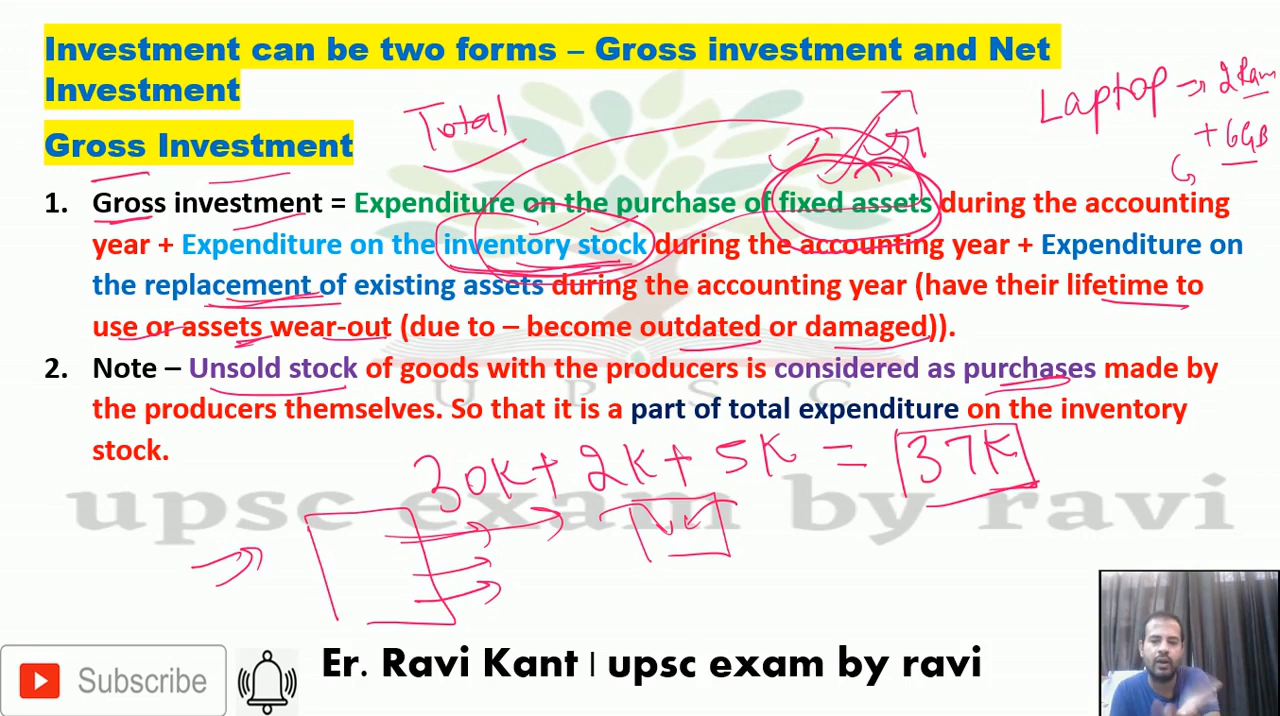 Investment can be two forms – Gross investment and Net
Investment
Laptop → 2 Ram
+ 6GB
Total
Gross Investment
1. Gross investment = Expenditure on the purchase of fixed assets during the accounting
year + Expenditure on the inventory stock during the accounting year + Expenditure on
the replacement of existing assets during the accounting year (have their lifetime to
use or assets wear-out (due to – become outdated or damaged)).
2. Note – Unsold stock of goods with the producers is considered as purchases made by
the producers themselves. So that it is a part of total expenditure on the inventory
stock.
UPSC
30K + 2K + 5K = 37K
upsc exam by ravi
Subscribe
Er. Ravi Kant | upsc exam by ravi